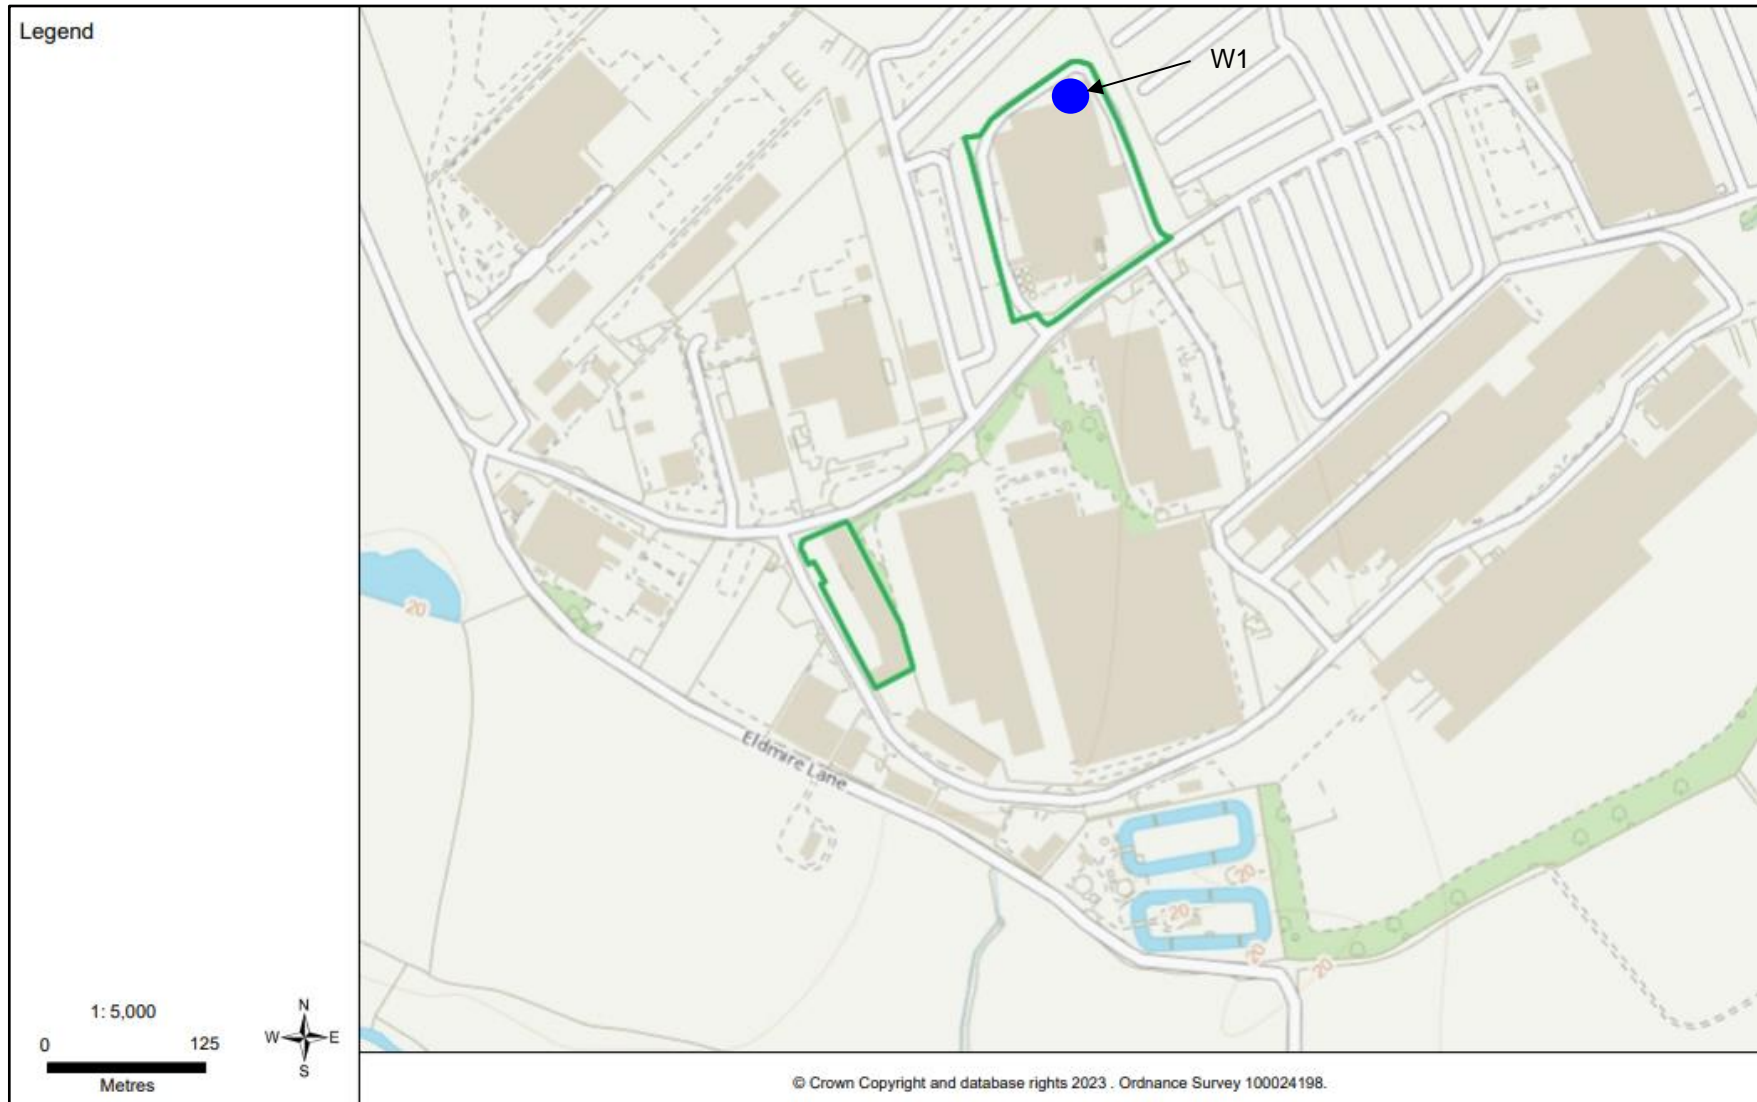 Legend
W1
20
Eldmire Lane
20
20
20
20
1: 5,000
0 125
Metres
N
W E
S
© Crown Copyright and database rights 2023 . Ordnance Survey 100024198.